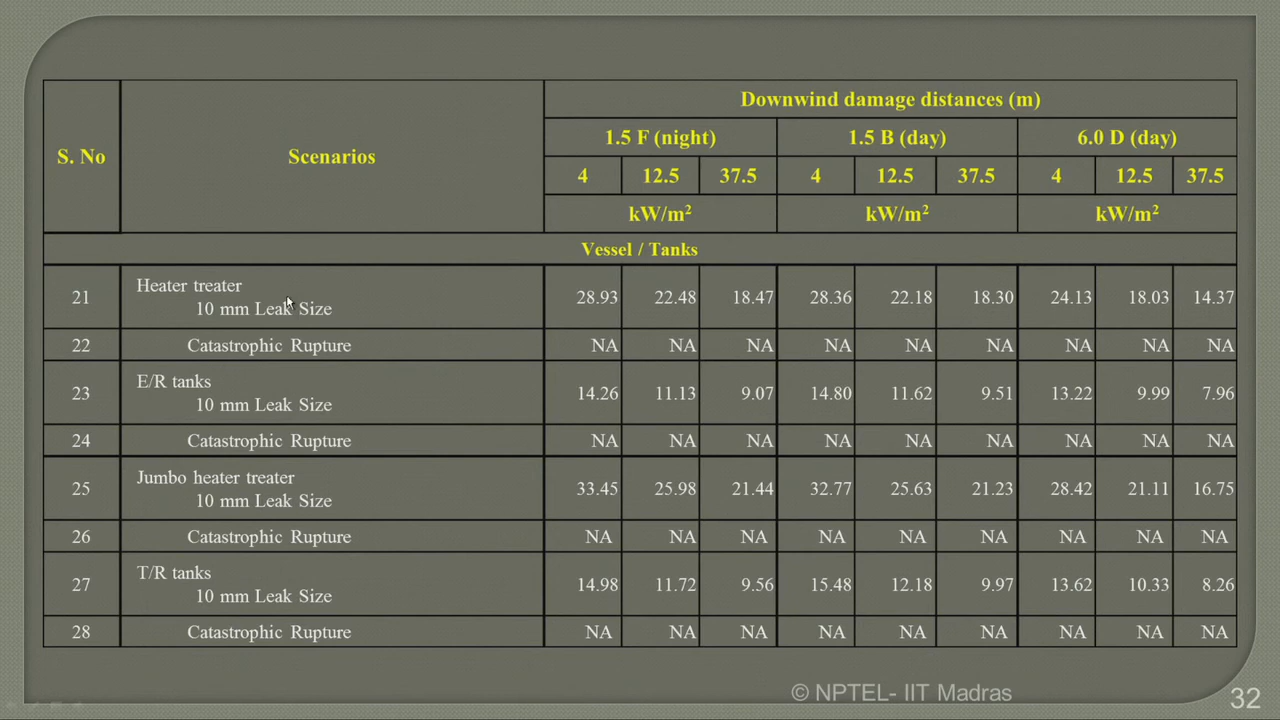 S. No Scenarios Downwind damage distances (m)
1.5 F (night) 1.5 B (day) 6.0 D (day)
4 12.5 37.5 4 12.5 37.5 4 12.5 37.5
kW/m² kW/m² kW/m²
Vessel / Tanks
21 Heater treater
10 mm Leak Size 28.93 22.48 18.47 28.36 22.18 18.30 24.13 18.03 14.37
22 Catastrophic Rupture NA NA NA NA NA NA NA NA NA
23 E/R tanks
10 mm Leak Size 14.26 11.13 9.07 14.80 11.62 9.51 13.22 9.99 7.96
24 Catastrophic Rupture NA NA NA NA NA NA NA NA NA
25 Jumbo heater treater
10 mm Leak Size 33.45 25.98 21.44 32.77 25.63 21.23 28.42 21.11 16.75
26 Catastrophic Rupture NA NA NA NA NA NA NA NA NA
27 T/R tanks
10 mm Leak Size 14.98 11.72 9.56 15.48 12.18 9.97 13.62 10.33 8.26
28 Catastrophic Rupture NA NA NA NA NA NA NA NA NA
© NPTEL- IIT Madras
32